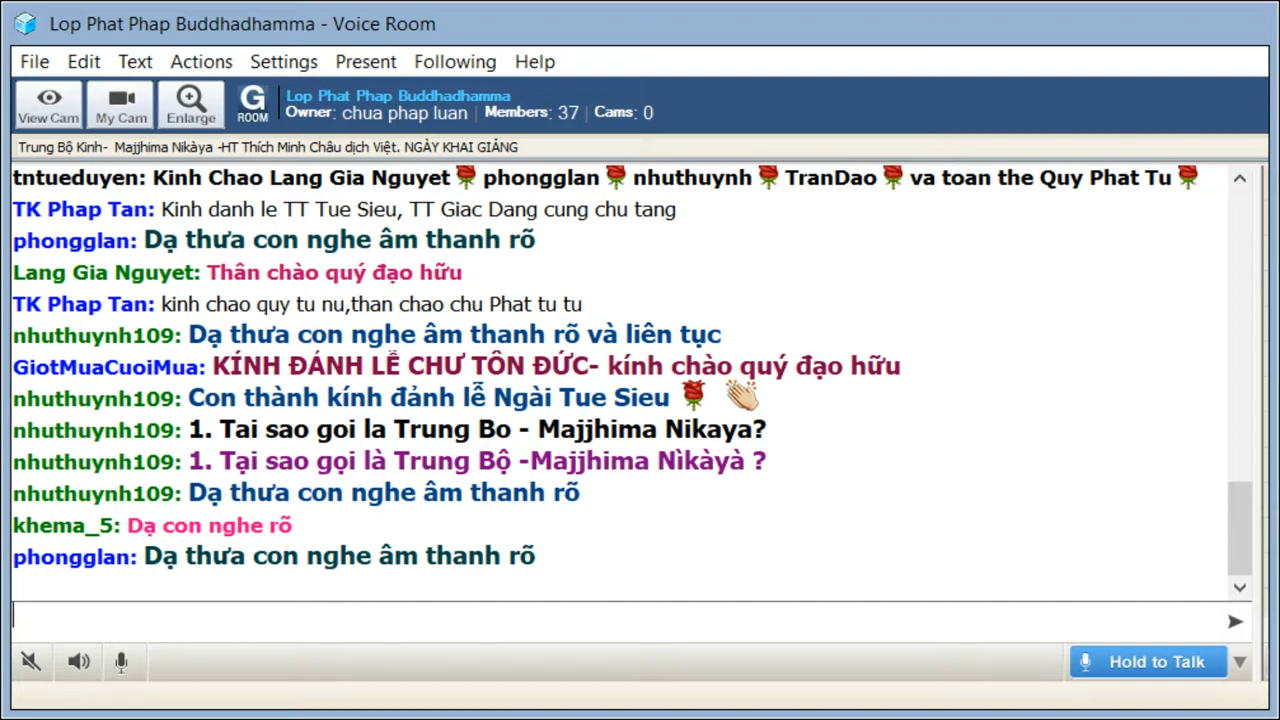 Lop Phat Phap Buddhadhamma - Voice Room
File Edit Text Actions Settings Present Following Help
View Cam My Cam Enlarge G ROOM Lop Phat Phap Buddhadhamma
Owner: chua phap luan | Members: 37 | Cams: 0
Trung Bộ Kinh- Majjhima Nikàya -HT Thích Minh Châu dịch Việt. NGÀY KHAI GIẢNG
tntueduyen: Kinh Chao Lang Gia Nguyet phongglan nhuthuynh TranDao va toan the Quy Phat Tu
TK Phap Tan: Kinh danh le TT Tue Sieu, TT Giac Dang cung chu tang
phongglan: Dạ thưa con nghe âm thanh rõ
Lang Gia Nguyet: Thân chào quý đạo hữu
TK Phap Tan: kinh chao quy tu nu,than chao chu Phat tu tu
nhuthuynh109: Dạ thưa con nghe âm thanh rõ và liên tục
GiotMuaCuoiMua: KÍNH ĐÁNH LỄ CHƯ TÔN ĐỨC- kính chào quý đạo hữu
nhuthuynh109: Con thành kính đảnh lễ Ngài Tue Sieu
nhuthuynh109: 1. Tai sao goi la Trung Bo - Majjhima Nikaya?
nhuthuynh109: 1. Tại sao gọi là Trung Bộ -Majjhima Nìkàyà ?
nhuthuynh109: Dạ thưa con nghe âm thanh rõ
khema_5: Dạ con nghe rõ
phongglan: Dạ thưa con nghe âm thanh rõ
Hold to Talk